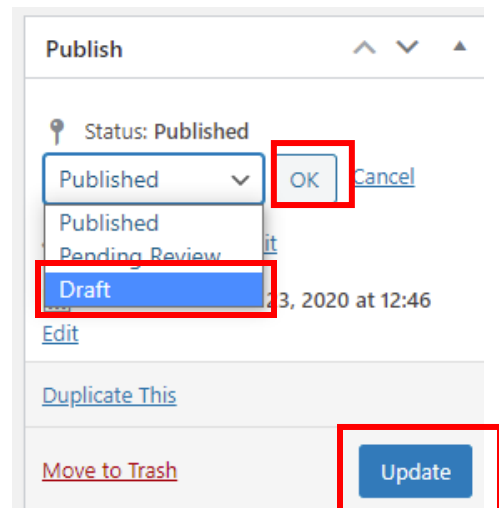 Publish
Status: Published
Published OK Cancel
Published
Pending Review it
Draft 23, 2020 at 12:46
Edit
Duplicate This
Move to Trash Update